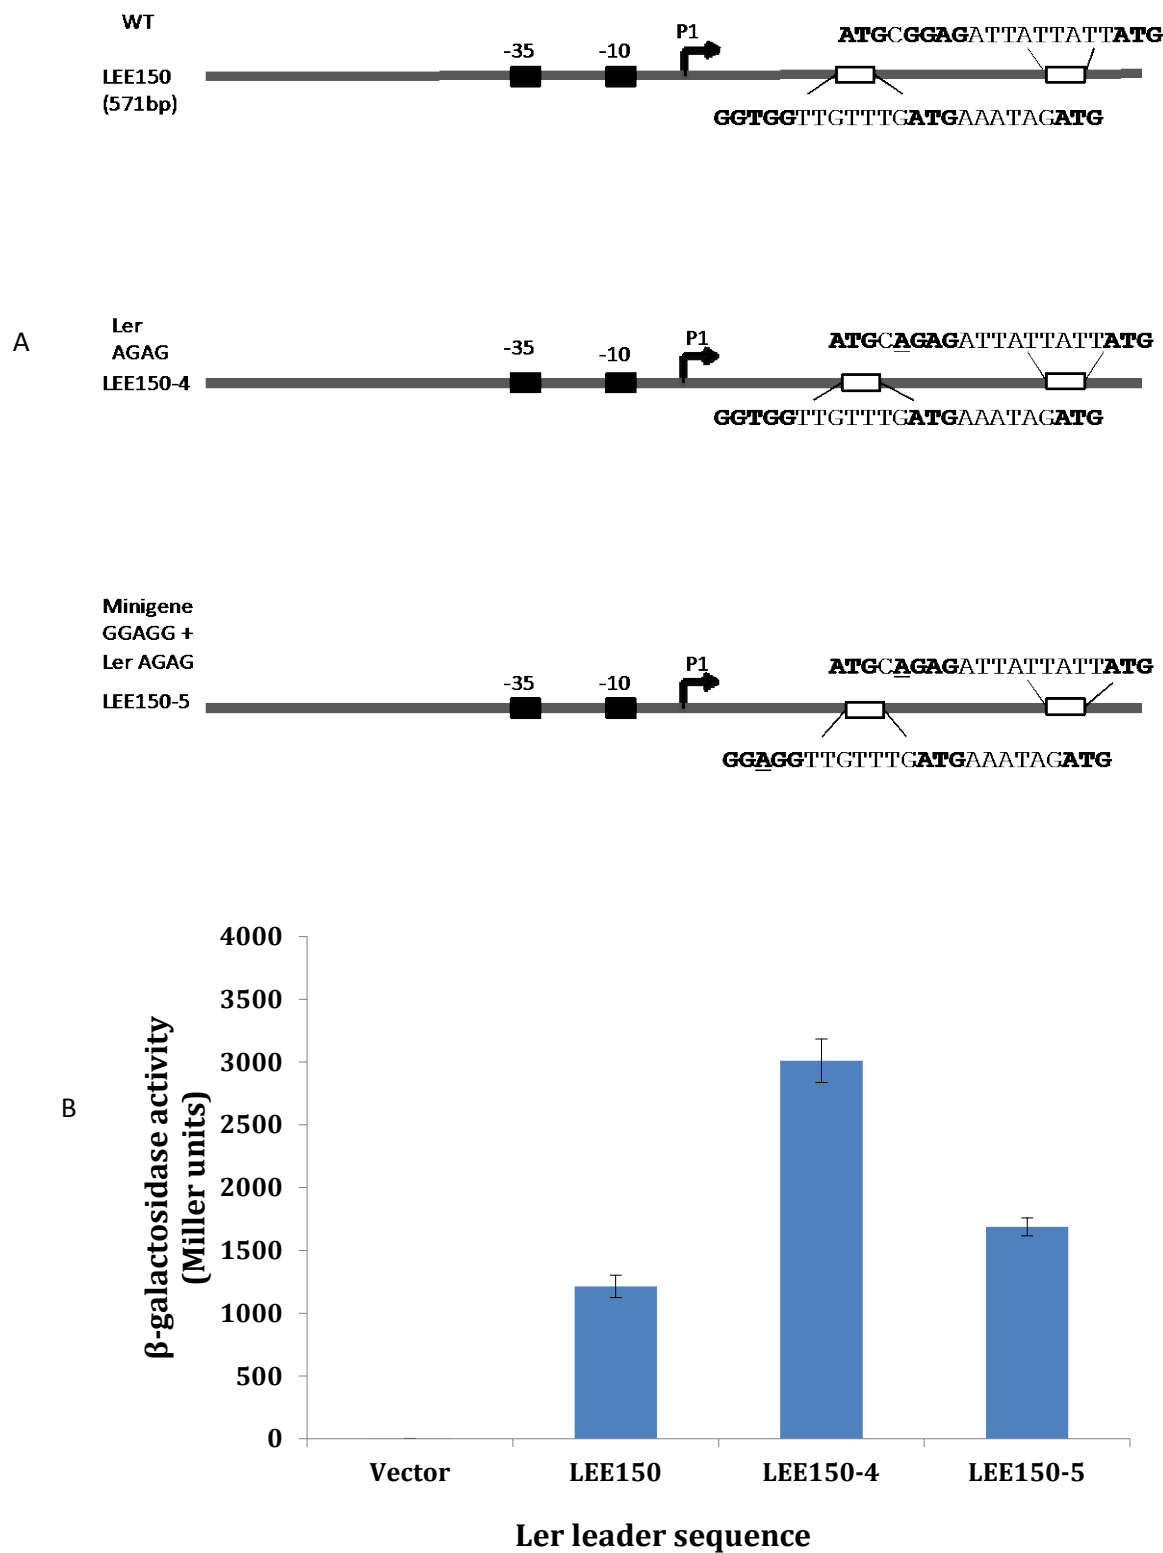 WT
P1
ATGCGGAGATTATTATTATG
-35
-10
LEE150
(571bp)
GGTGGTTGTTTGATGAAATAGATG
A
Ler
AGAG
P1
ATGCAGAGATTATTATTATG
-35
-10
LEE150-4
GGTGGTTGTTTGATGAAATAGATG
Minigene
GGAGG +
Ler AGAG
P1
ATGCAGAGATTATTATTATG
-35
-10
LEE150-5
GGAGGTTGTTTGATGAAATAGATG
B
β-galactosidase activity
(Miller units)
4000
3500
3000
2500
2000
1500
1000
500
0
Vector
LEE150
LEE150-4
LEE150-5
Ler leader sequence